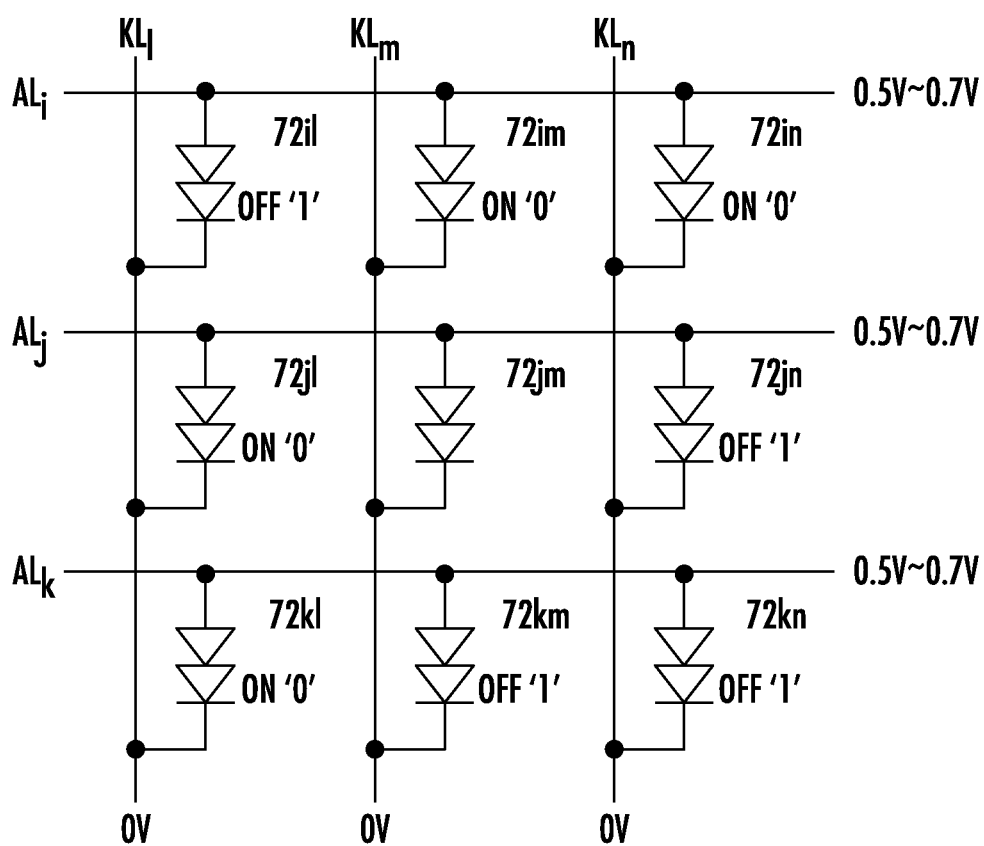 KLl KLm KLn
ALi 0.5V~0.7V
72il 72im 72in
OFF '1' ON '0' ON '0'
ALj 0.5V~0.7V
72jl 72jm 72jn
ON '0' OFF '1'
ALk 0.5V~0.7V
72kl 72km 72kn
ON '0' OFF '1' OFF '1'
0V 0V 0V